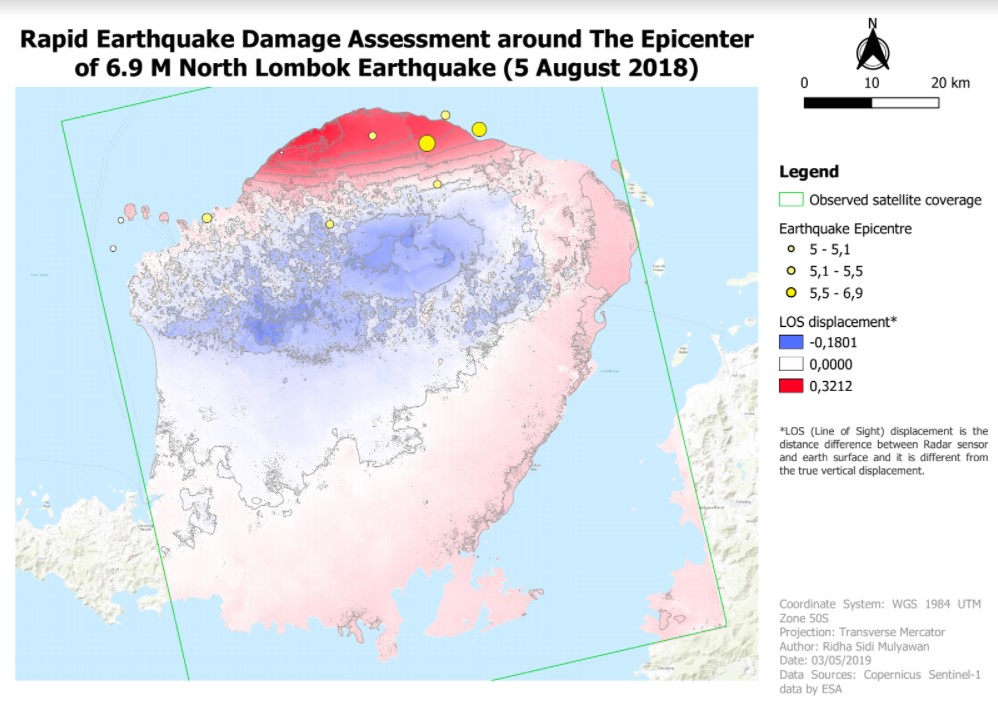 Rapid Earthquake Damage Assessment around The Epicenter
of 6.9 M North Lombok Earthquake (5 August 2018)
N
0 10 20 km
Legend
Observed satellite coverage
Earthquake Epicentre
5 - 5,1
5,1 - 5,5
5,5 - 6,9
LOS displacement*
-0,1801
0,0000
0,3212
*LOS (Line of Sight) displacement is the
distance difference between Radar sensor
and earth surface and it is different from
the true vertical displacement.
Coordinate System: WGS 1984 UTM
Zone 50S
Projection: Transverse Mercator
Author: Ridha Sidi Mulyawan
Date: 03/05/2019
Data Sources: Copernicus Sentinel-1
data by ESA